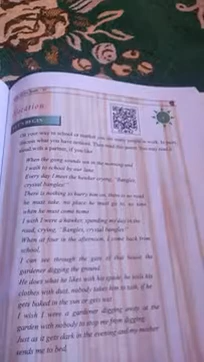 On your way to school or market you see many people at work. In pairs
discuss what you have noticed. Then read this poem. You may read it
aloud with a partner, if you like.
When the gong sounds ten in the morning and
I walk to school by our lane.
Every day I meet the hawker crying, "Bangles,
crystal bangles!"
There is nothing to hurry him on, there is no road
he must take, no place he must go to, no time
when he must come home.
I wish I were a hawker, spending my day in the
road, crying, "Bangles, crystal bangles!"
When at four in the afternoon, I come back from
school,
I can see through the gate of that house the
gardener digging the ground.
He does what he likes with his spade, he soils his
clothes with dust, nobody takes him to task, if he
gets baked in the sun or gets wet.
I wish I were a gardener digging away at the
garden with nobody to stop me from digging.
Just as it gets dark in the evening and my mother
sends me to bed,